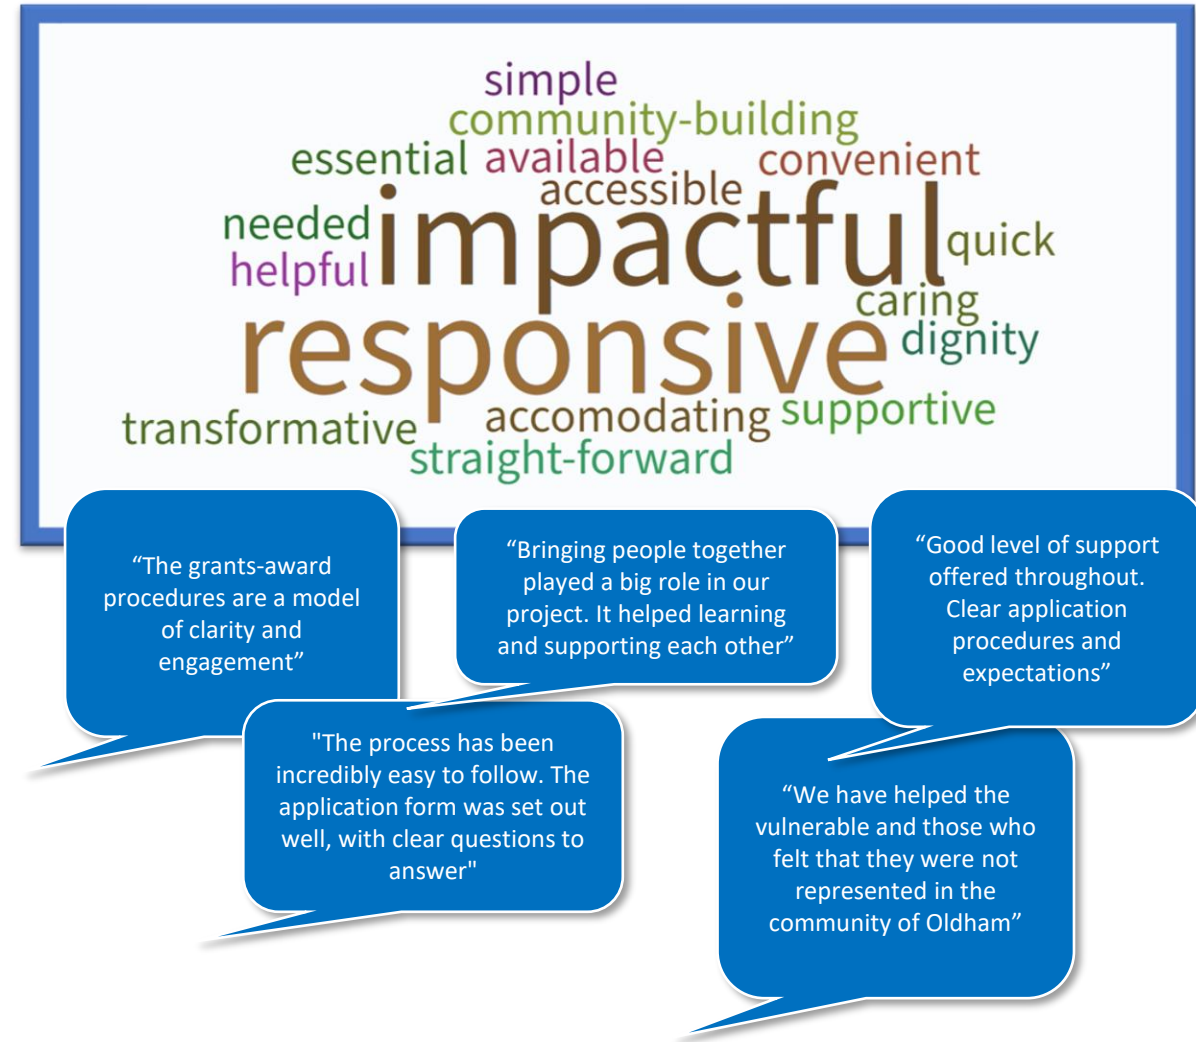 simple
community-building
essential available convenient
accessible
needed impactful quick
helpful
caring
responsive dignity
transformative accomodating supportive
straight-forward
“The grants-award
procedures are a model
of clarity and
engagement”
“Bringing people together
played a big role in our
project. It helped learning
and supporting each other”
“Good level of support
offered throughout.
Clear application
procedures and
expectations”
"The process has been
incredibly easy to follow. The
application form was set out
well, with clear questions to
answer"
“We have helped the
vulnerable and those who
felt that they were not
represented in the
community of Oldham”